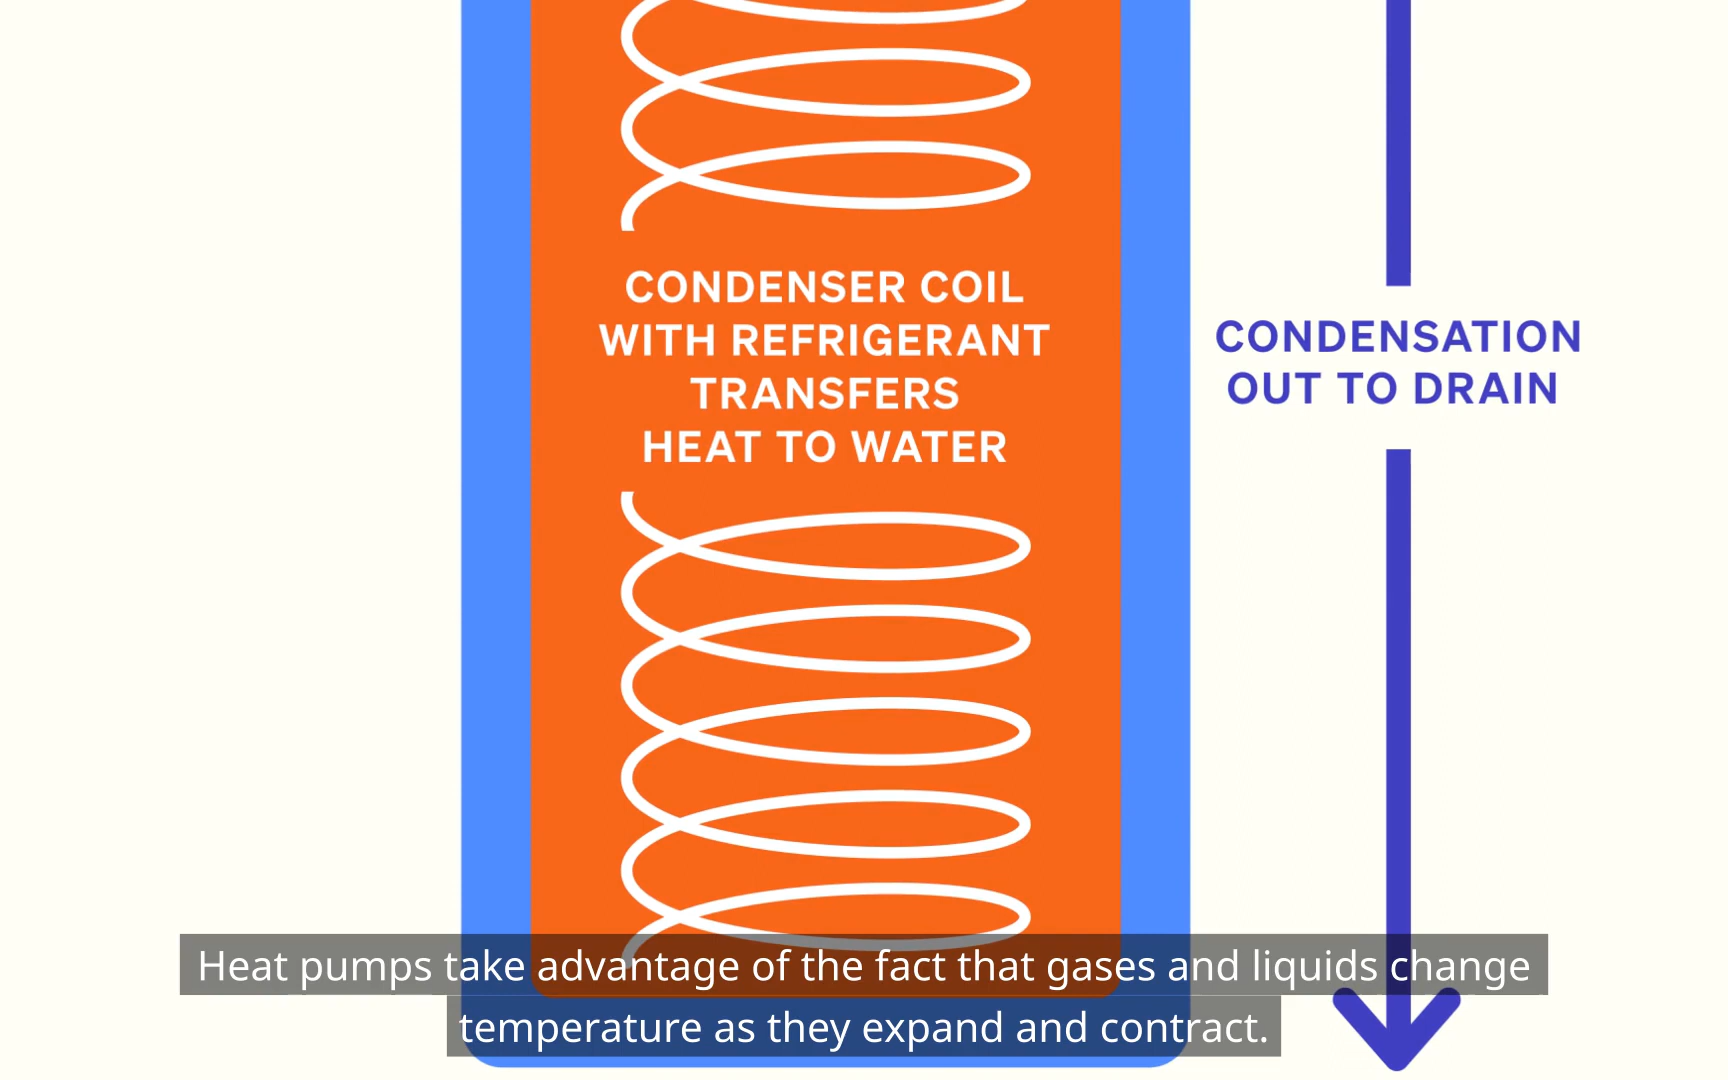 CONDENSER COIL
WITH REFRIGERANT
TRANSFERS
HEAT TO WATER
CONDENSATION
OUT TO DRAIN
Heat pumps take advantage of the fact that gases and liquids change
temperature as they expand and contract.